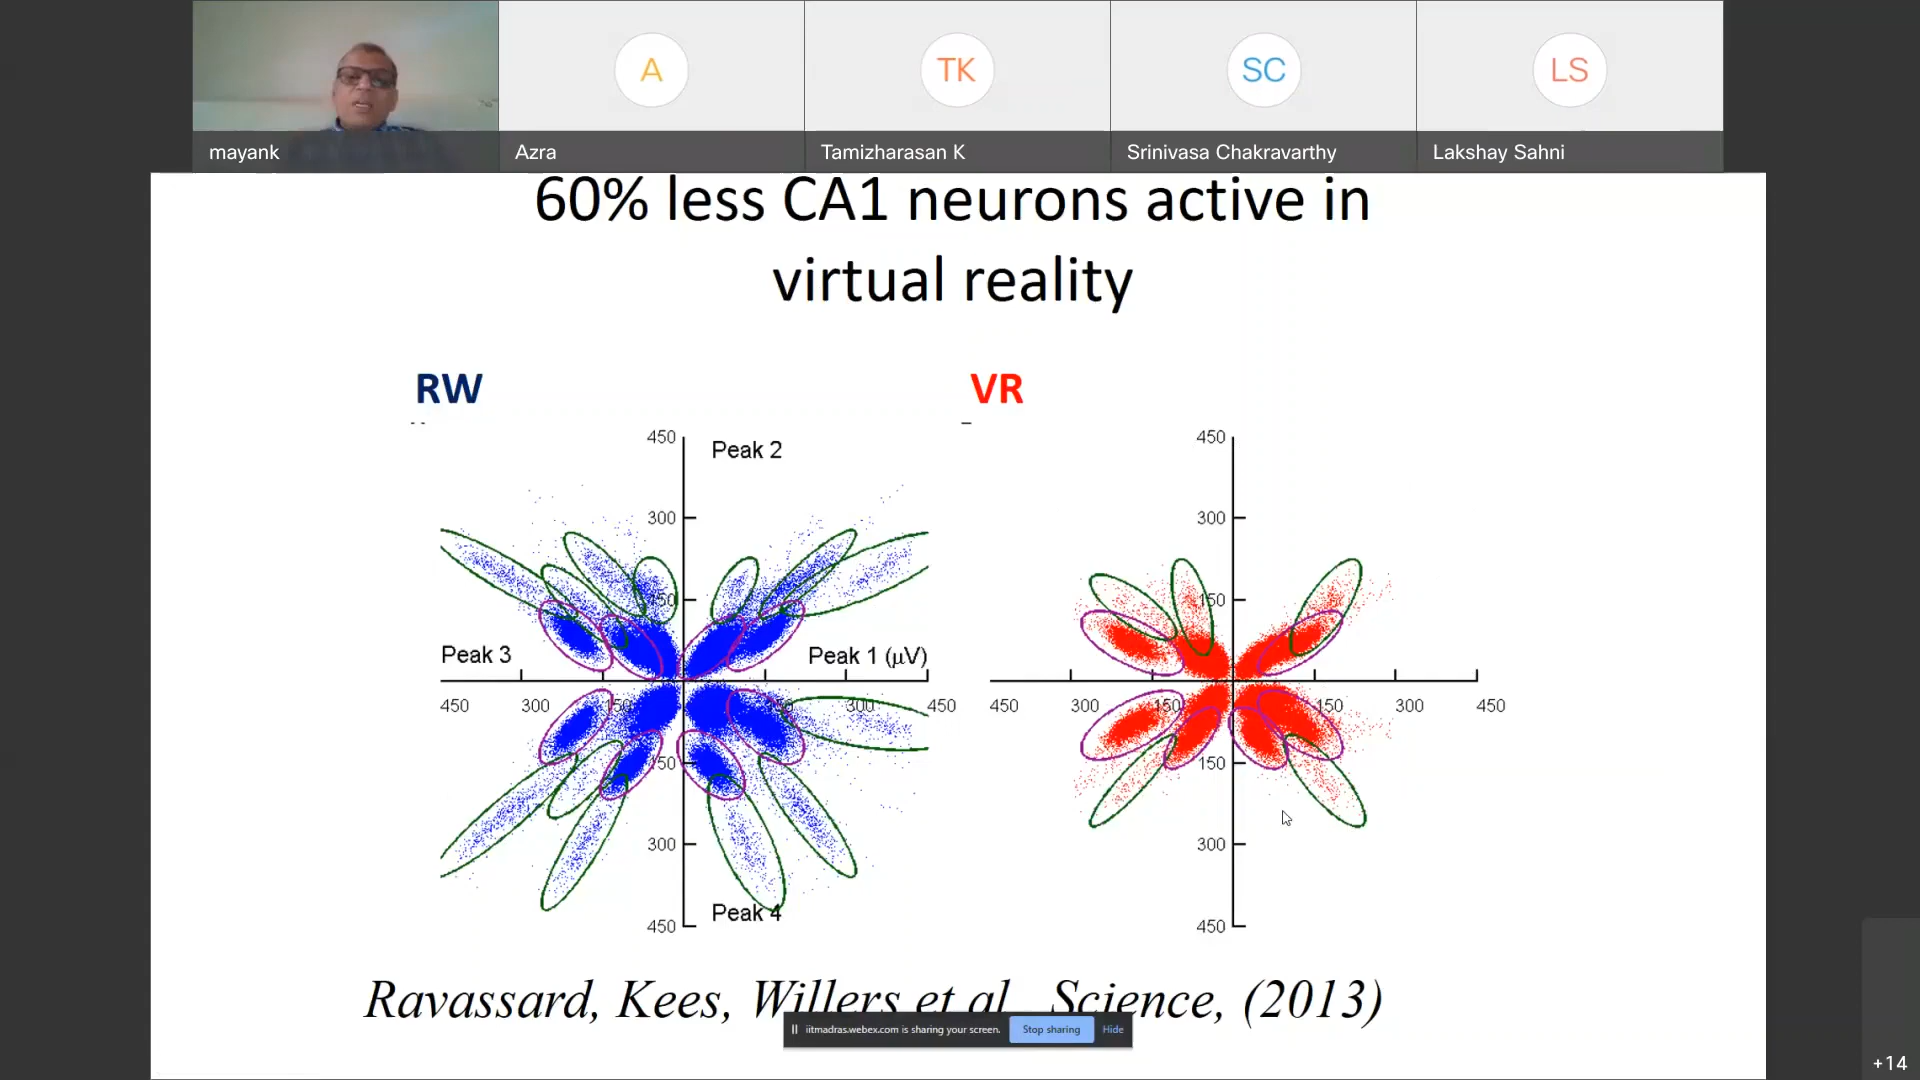 A
TK
SC
LS
mayank
Azra
Tamizharasan K
Srinivasa Chakravarthy
Lakshay Sahni
60% less CA1 neurons active in
virtual reality
RW
VR
450
Peak 2
450
300
300
150
150
Peak 3
Peak 1 (µV)
450 300 150 150 300 450
450 300 150 150 300 450
150
150
300
300
Peak 4
450
450
Ravassard, Kees, Willers et al Science, (2013)
iitmadras.webex.com is sharing your screen. Stop sharing Hide
+14